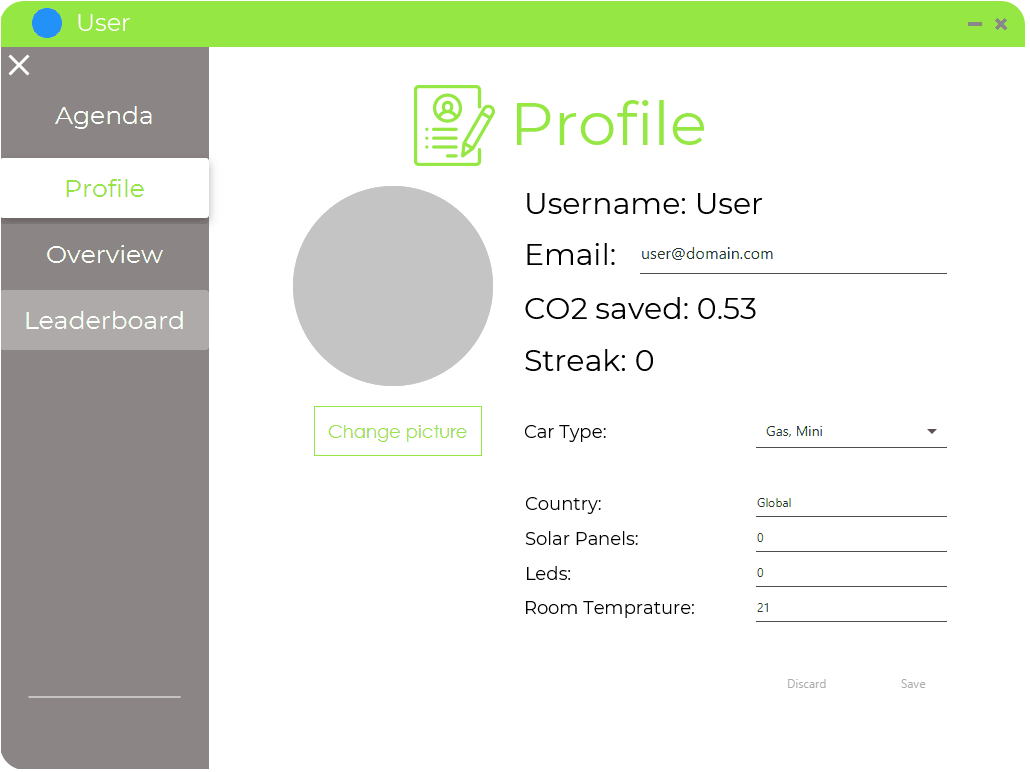 User
Agenda
Profile
Overview
Leaderboard
Profile
Username: User
Email: user@domain.com
CO2 saved: 0.53
Streak: 0
Change picture
Car Type: Gas, Mini
Country: Global
Solar Panels: 0
Leds: 0
Room Temprature: 21
Discard Save